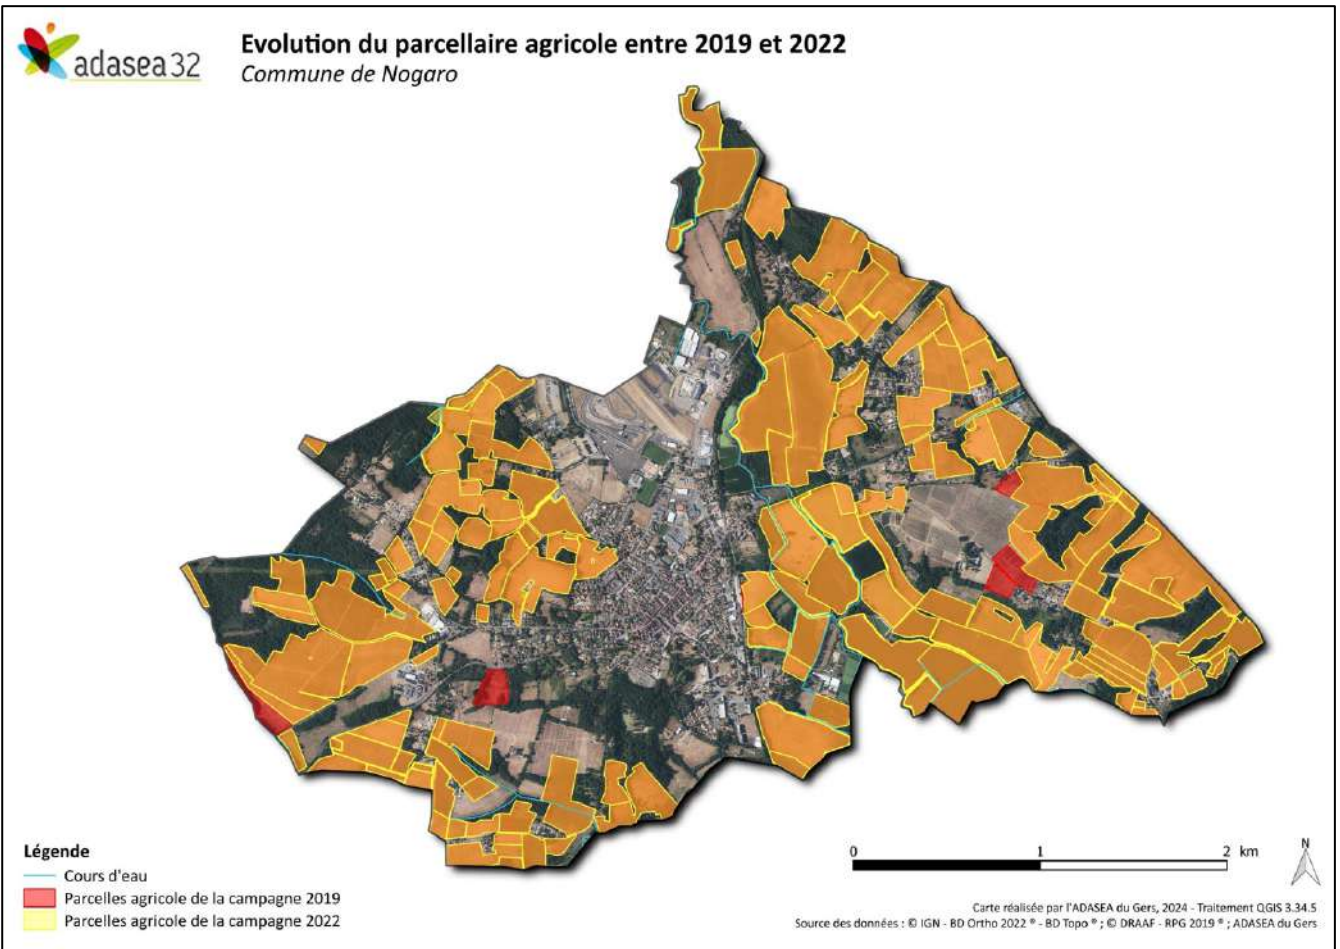 adasea32
Evolution du parcellaire agricole entre 2019 et 2022
Commune de Nogaro
Légende
Cours d'eau
Parcelles agricole de la campagne 2019
Parcelles agricole de la campagne 2022
0 1 2 km
N
Carte réalisée par l'ADASEA du Gers, 2024 - Traitement QGIS 3.34.5
Source des données : © IGN - BD Ortho 2022 ® - BD Topo ® ; © DRAAF - RPG 2019 ® ; ADASEA du Gers